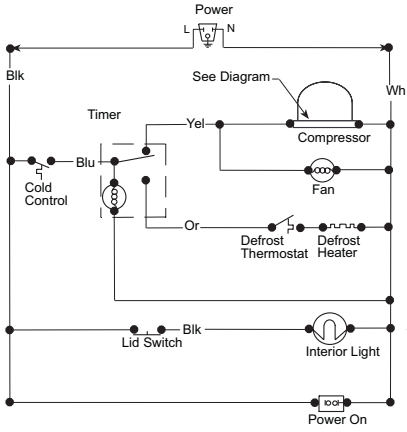 Power
L
N
Blk
See Diagram
Wh
Timer
Yel
Compressor
Blu
Cold
Control
Fan
Or
Defrost
Thermostat
Defrost
Heater
Blk
Lid Switch
Interior Light
Power On